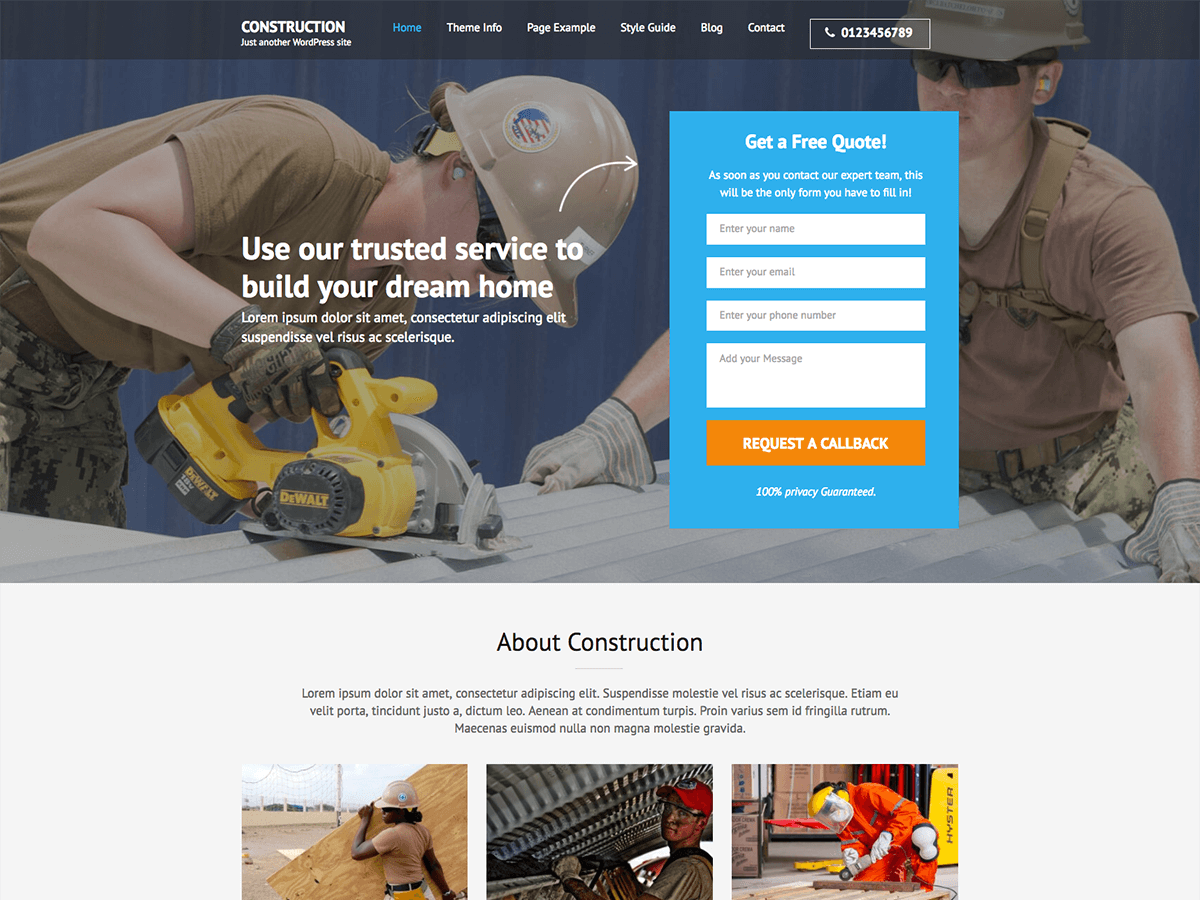 CONSTRUCTION
Just another WordPress site
Home
Theme Info
Page Example
Style Guide
Blog
Contact
0123456789
Get a Free Quote!
As soon as you contact our expert team, this
will be the only form you have to fill in!
Enter your name
Enter your email
Enter your phone number
Add your Message
REQUEST A CALLBACK
100% privacy Guaranteed.
Use our trusted service to
build your dream home
Lorem ipsum dolor sit amet, consectetur adipiscing elit
suspendisse vel risus ac scelerisque.
DEWALT
DEWALT
About Construction
Lorem ipsum dolor sit amet, consectetur adipiscing elit. Suspendisse molestie vel risus ac scelerisque. Etiam eu
velit porta, tincidunt justo a, dictum leo. Aenean at condimentum turpis. Proin varius sem id fringilla rutrum.
Maecenas euismod nulla non magna molestie gravida.
HYSTER